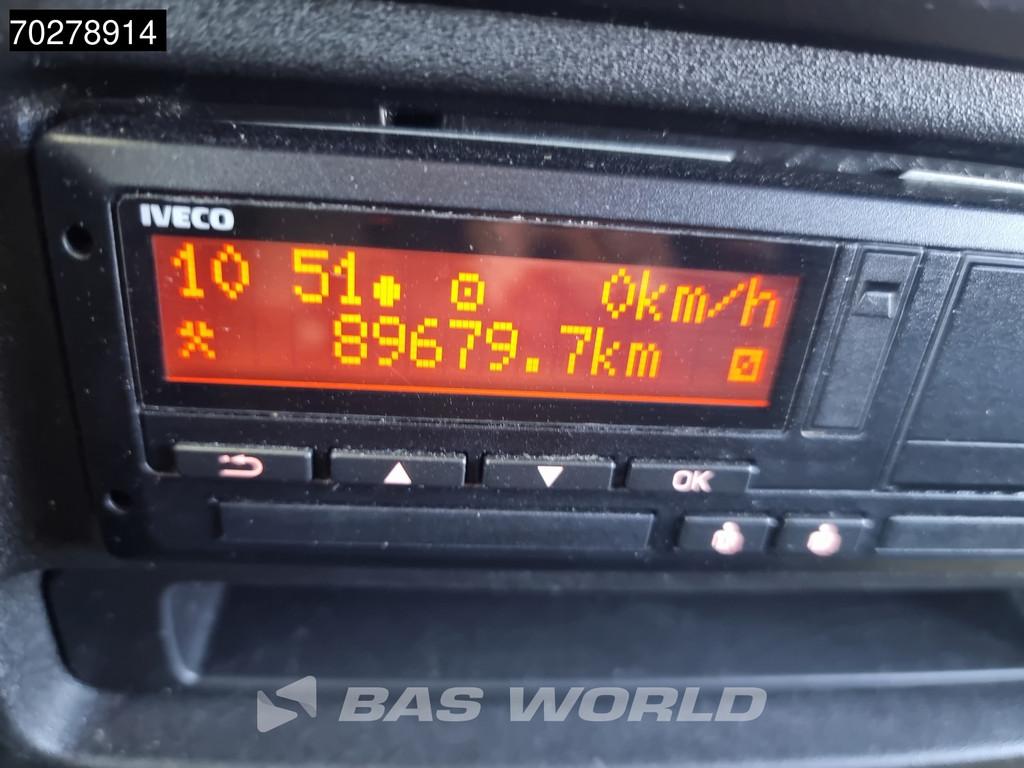 70278914
IVECO
10 51 0km/h
89679.7km
OK
BAS WORLD